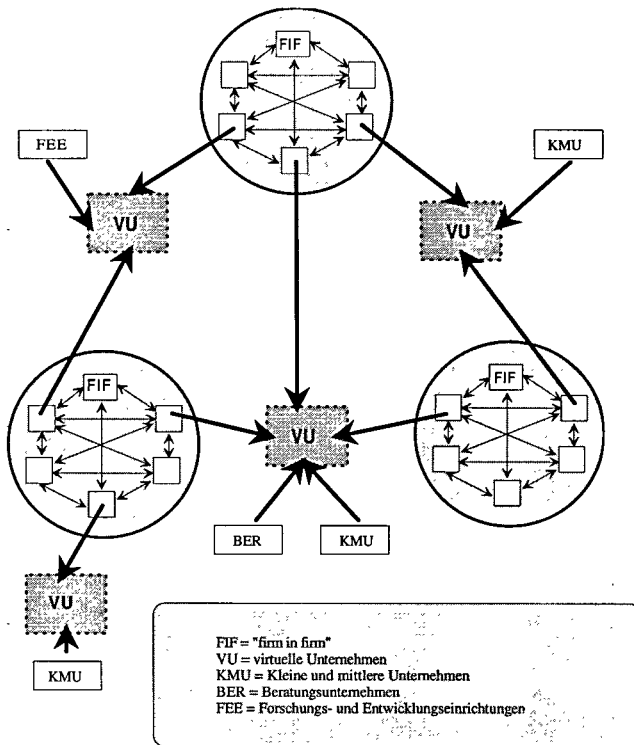 FIF
FEE
KMU
VU
VU
FIF
FIF
VU
BER
KMU
VU
KMU
FIF = "firm in firm"
VU = virtuelle Unternehmen
KMU = Kleine und mittlere Unternehmen
BER = Beratungsunternehmen
FEE = Forschungs- und Entwicklungseinrichtungen